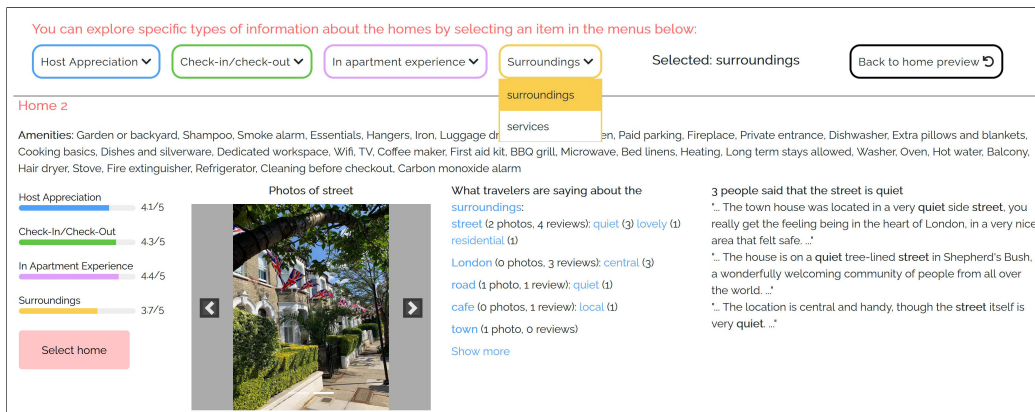 You can explore specific types of information about the homes by selecting an item in the menus below:
Host Appreciation
Check-in/check-out
In apartment experience
Surroundings
Selected: surroundings
Back to home preview
surroundings
services
Home 2
Amenities: Garden or backyard, Shampoo, Smoke alarm, Essentials, Hangers, Iron, Luggage Paid parking, Fireplace, Private entrance, Dishwasher, Extra pillows and blankets,
Cooking basics, Dishes and silverware, Dedicated workspace, Wifi, TV, Coffee maker, First aid kit, BBQ grill, Microwave, Bed linens, Heating, Long term stays allowed, Washer, Oven, Hot water, Balcony,
Hair dryer, Stove, Fire extinguisher, Refrigerator, Cleaning before checkout, Carbon monoxide alarm
Host Appreciation
4.1/5
Check-In/Check-Out
4.3/5
In Apartment Experience
4.4/5
Surroundings
3.7/5
Select home
Photos of street
What travelers are saying about the
surroundings:
street (2 photos, 4 reviews): quiet (3) lovely (1)
residential (1)
London (0 photos, 3 reviews): central (3)
road (1 photo, 1 review): quiet (1)
cafe (0 photos, 1 review): local (1)
town (1 photo, 0 reviews)
Show more
3 people said that the street is quiet
"... The town house was located in a very quiet side street, you
really get the feeling being in the heart of London, in a very nice
area that felt safe. ..."
"... The house is on a quiet tree-lined street in Shepherd's Bush,
a wonderfully welcoming community of people from all over
the world. ..."
"... The location is central and handy, though the street itself is
very quiet. ..."